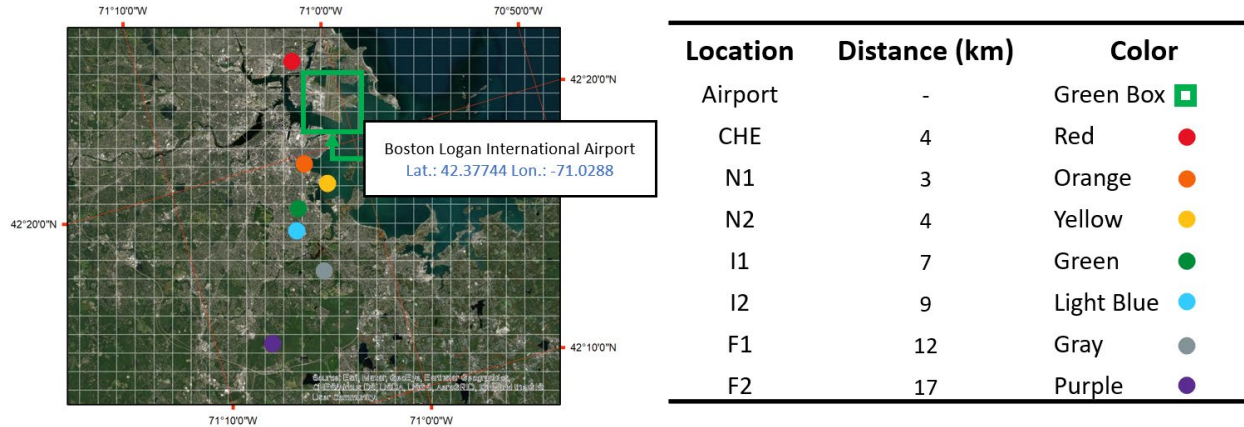 71°10'0"W 71°0'0"W 70°50'0"W
42°20'0"N
Boston Logan International Airport
Lat.: 42.37744 Lon.: -71.0288
42°20'0"N
42°10'0"N
71°10'0"W 71°0'0"W
Location Distance (km) Color
Airport - Green Box
CHE 4 Red
N1 3 Orange
N2 4 Yellow
I1 7 Green
I2 9 Light Blue
F1 12 Gray
F2 17 Purple